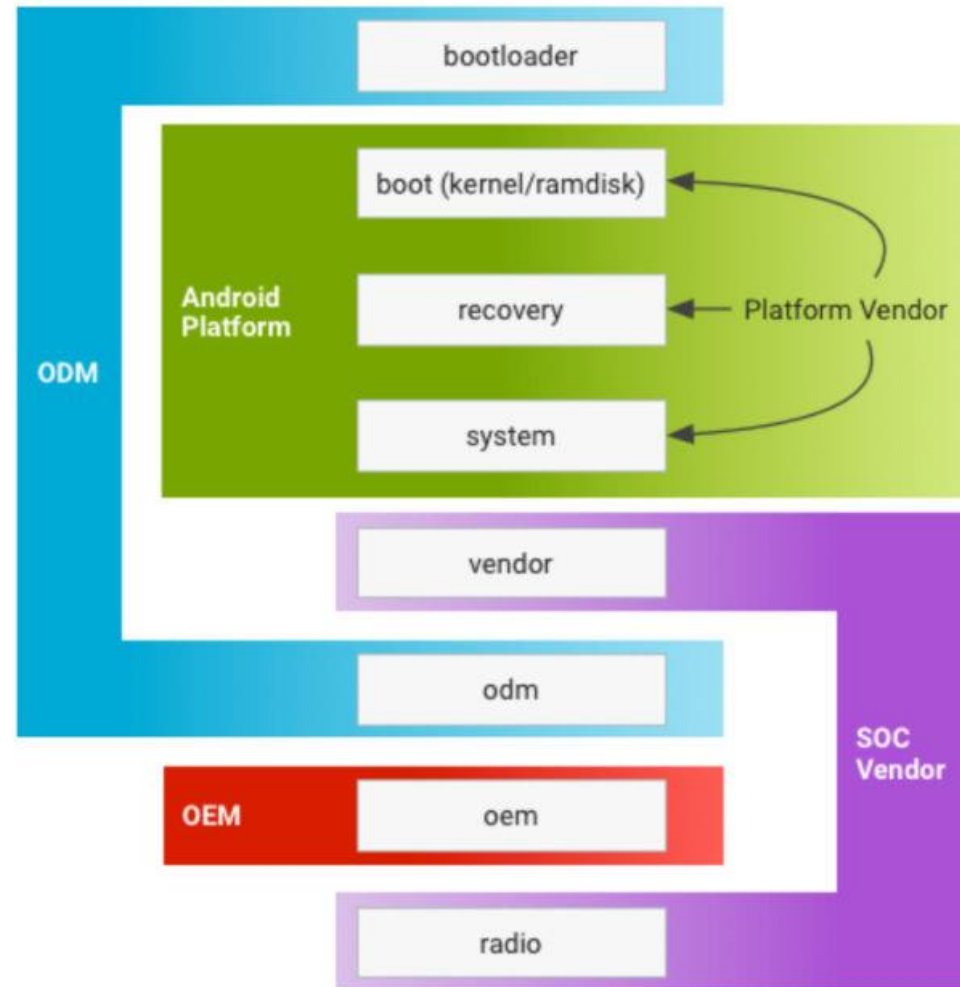 bootloader
boot (kernel/ramdisk)
Android
Platform
recovery
Platform Vendor
ODM
system
vendor
odm
SOC
Vendor
OEM
oem
radio